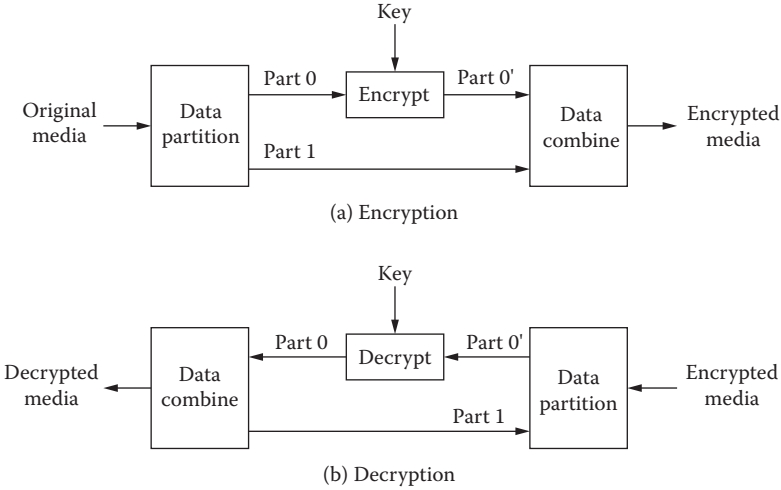 Key
Part 0
Encrypt
Part 0'
Original
media
Data
partition
Data
combine
Encrypted
media
Part 1
(a) Encryption
Key
Part 0
Decrypt
Part 0'
Decrypted
media
Data
combine
Data
partition
Encrypted
media
Part 1
(b) Decryption